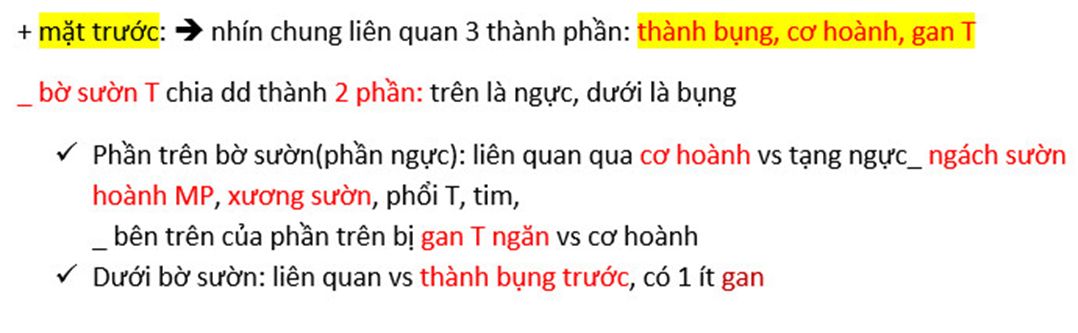 + mặt trước: ➔ nhìn chung liên quan 3 thành phần: thành bụng, cơ hoành, gan T
_ bờ sườn T chia dd thành 2 phần: trên là ngực, dưới là bụng
✓ Phần trên bờ sườn(phần ngực): liên quan qua cơ hoành vs tạng ngực_ ngách sườn
hoành MP, xương sườn, phổi T, tim,
_ bên trên của phần trên bị gan T ngăn vs cơ hoành
✓ Dưới bờ sườn: liên quan vs thành bụng trước, có 1 ít gan